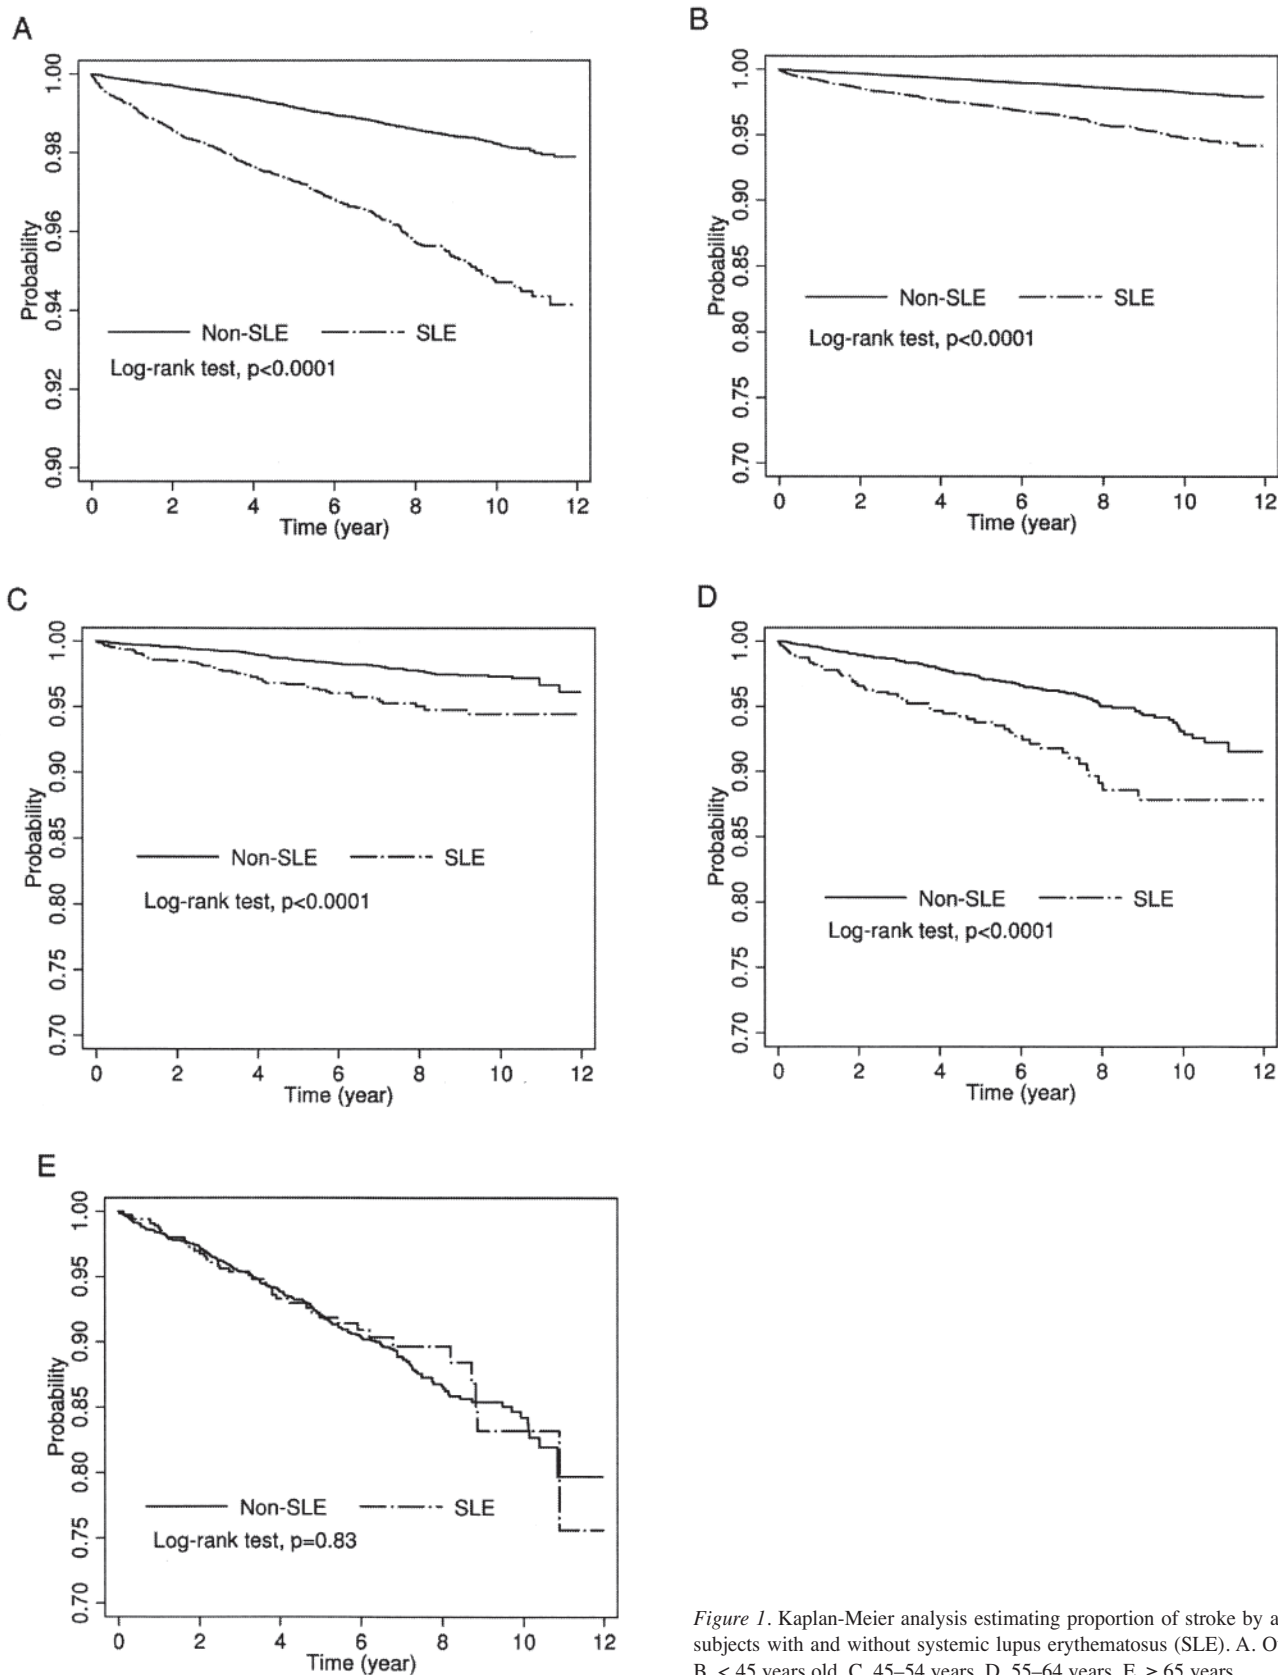 A
1.00
0.98
0.96
0.94
0.92
0.90
Probability
Non-SLE SLE
Log-rank test, p<0.0001
0 2 4 6 8 10 12
Time (year)
B
1.00
0.95
0.90
0.85
0.80
0.75
0.70
Probability
Non-SLE SLE
Log-rank test, p<0.0001
0 2 4 6 8 10 12
Time (year)
C
1.00
0.95
0.90
0.85
0.80
0.75
0.70
Probability
Non-SLE SLE
Log-rank test, p<0.0001
0 2 4 6 8 10 12
Time (year)
D
1.00
0.95
0.90
0.85
0.80
0.75
0.70
Probability
Non-SLE SLE
Log-rank test, p<0.0001
0 2 4 6 8 10 12
Time (year)
E
1.00
0.95
0.90
0.85
0.80
0.75
0.70
Probability
Non-SLE SLE
Log-rank test, p=0.83
0 2 4 6 8 10 12
Time (year)
Figure 1. Kaplan-Meier analysis estimating proportion of stroke by a
subjects with and without systemic lupus erythematosus (SLE). A. O
B. < 45 years old. C. 45–54 years. D. 55–64 years. E. > 65 years.